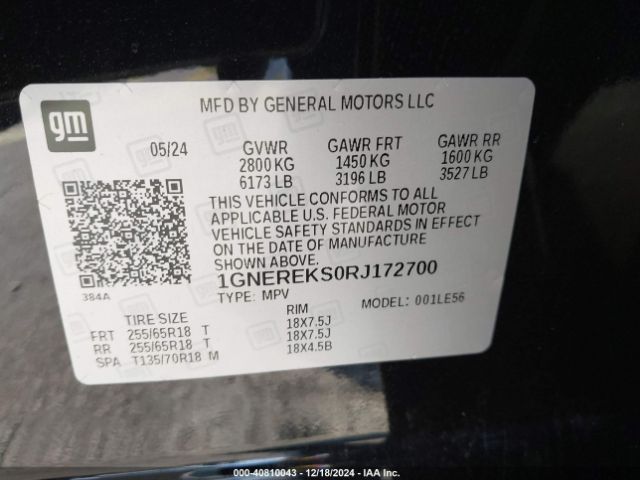 MFD BY GENERAL MOTORS LLC
gm
05/24 GVWR GAWR FRT GAWR RR
2800 KG 1450 KG 1600 KG
6173 LB 3196 LB 3527 LB
THIS VEHICLE CONFORMS TO ALL
APPLICABLE U.S. FEDERAL MOTOR
VEHICLE SAFETY STANDARDS IN EFFECT
ON THE DATE OF MANUFACTURE
SHOWN ABOVE.
1GNEREKS0RJ172700
384A
TYPE: MPV MODEL: 001LE56
TIRE SIZE RIM
FRT 255/65R18 T 18X7.5J
RR 255/65R18 T 18X7.5J
SPA T135/70R18 M 18X4.5B
000-40810043 - 12/18/2024 - IAA Inc.